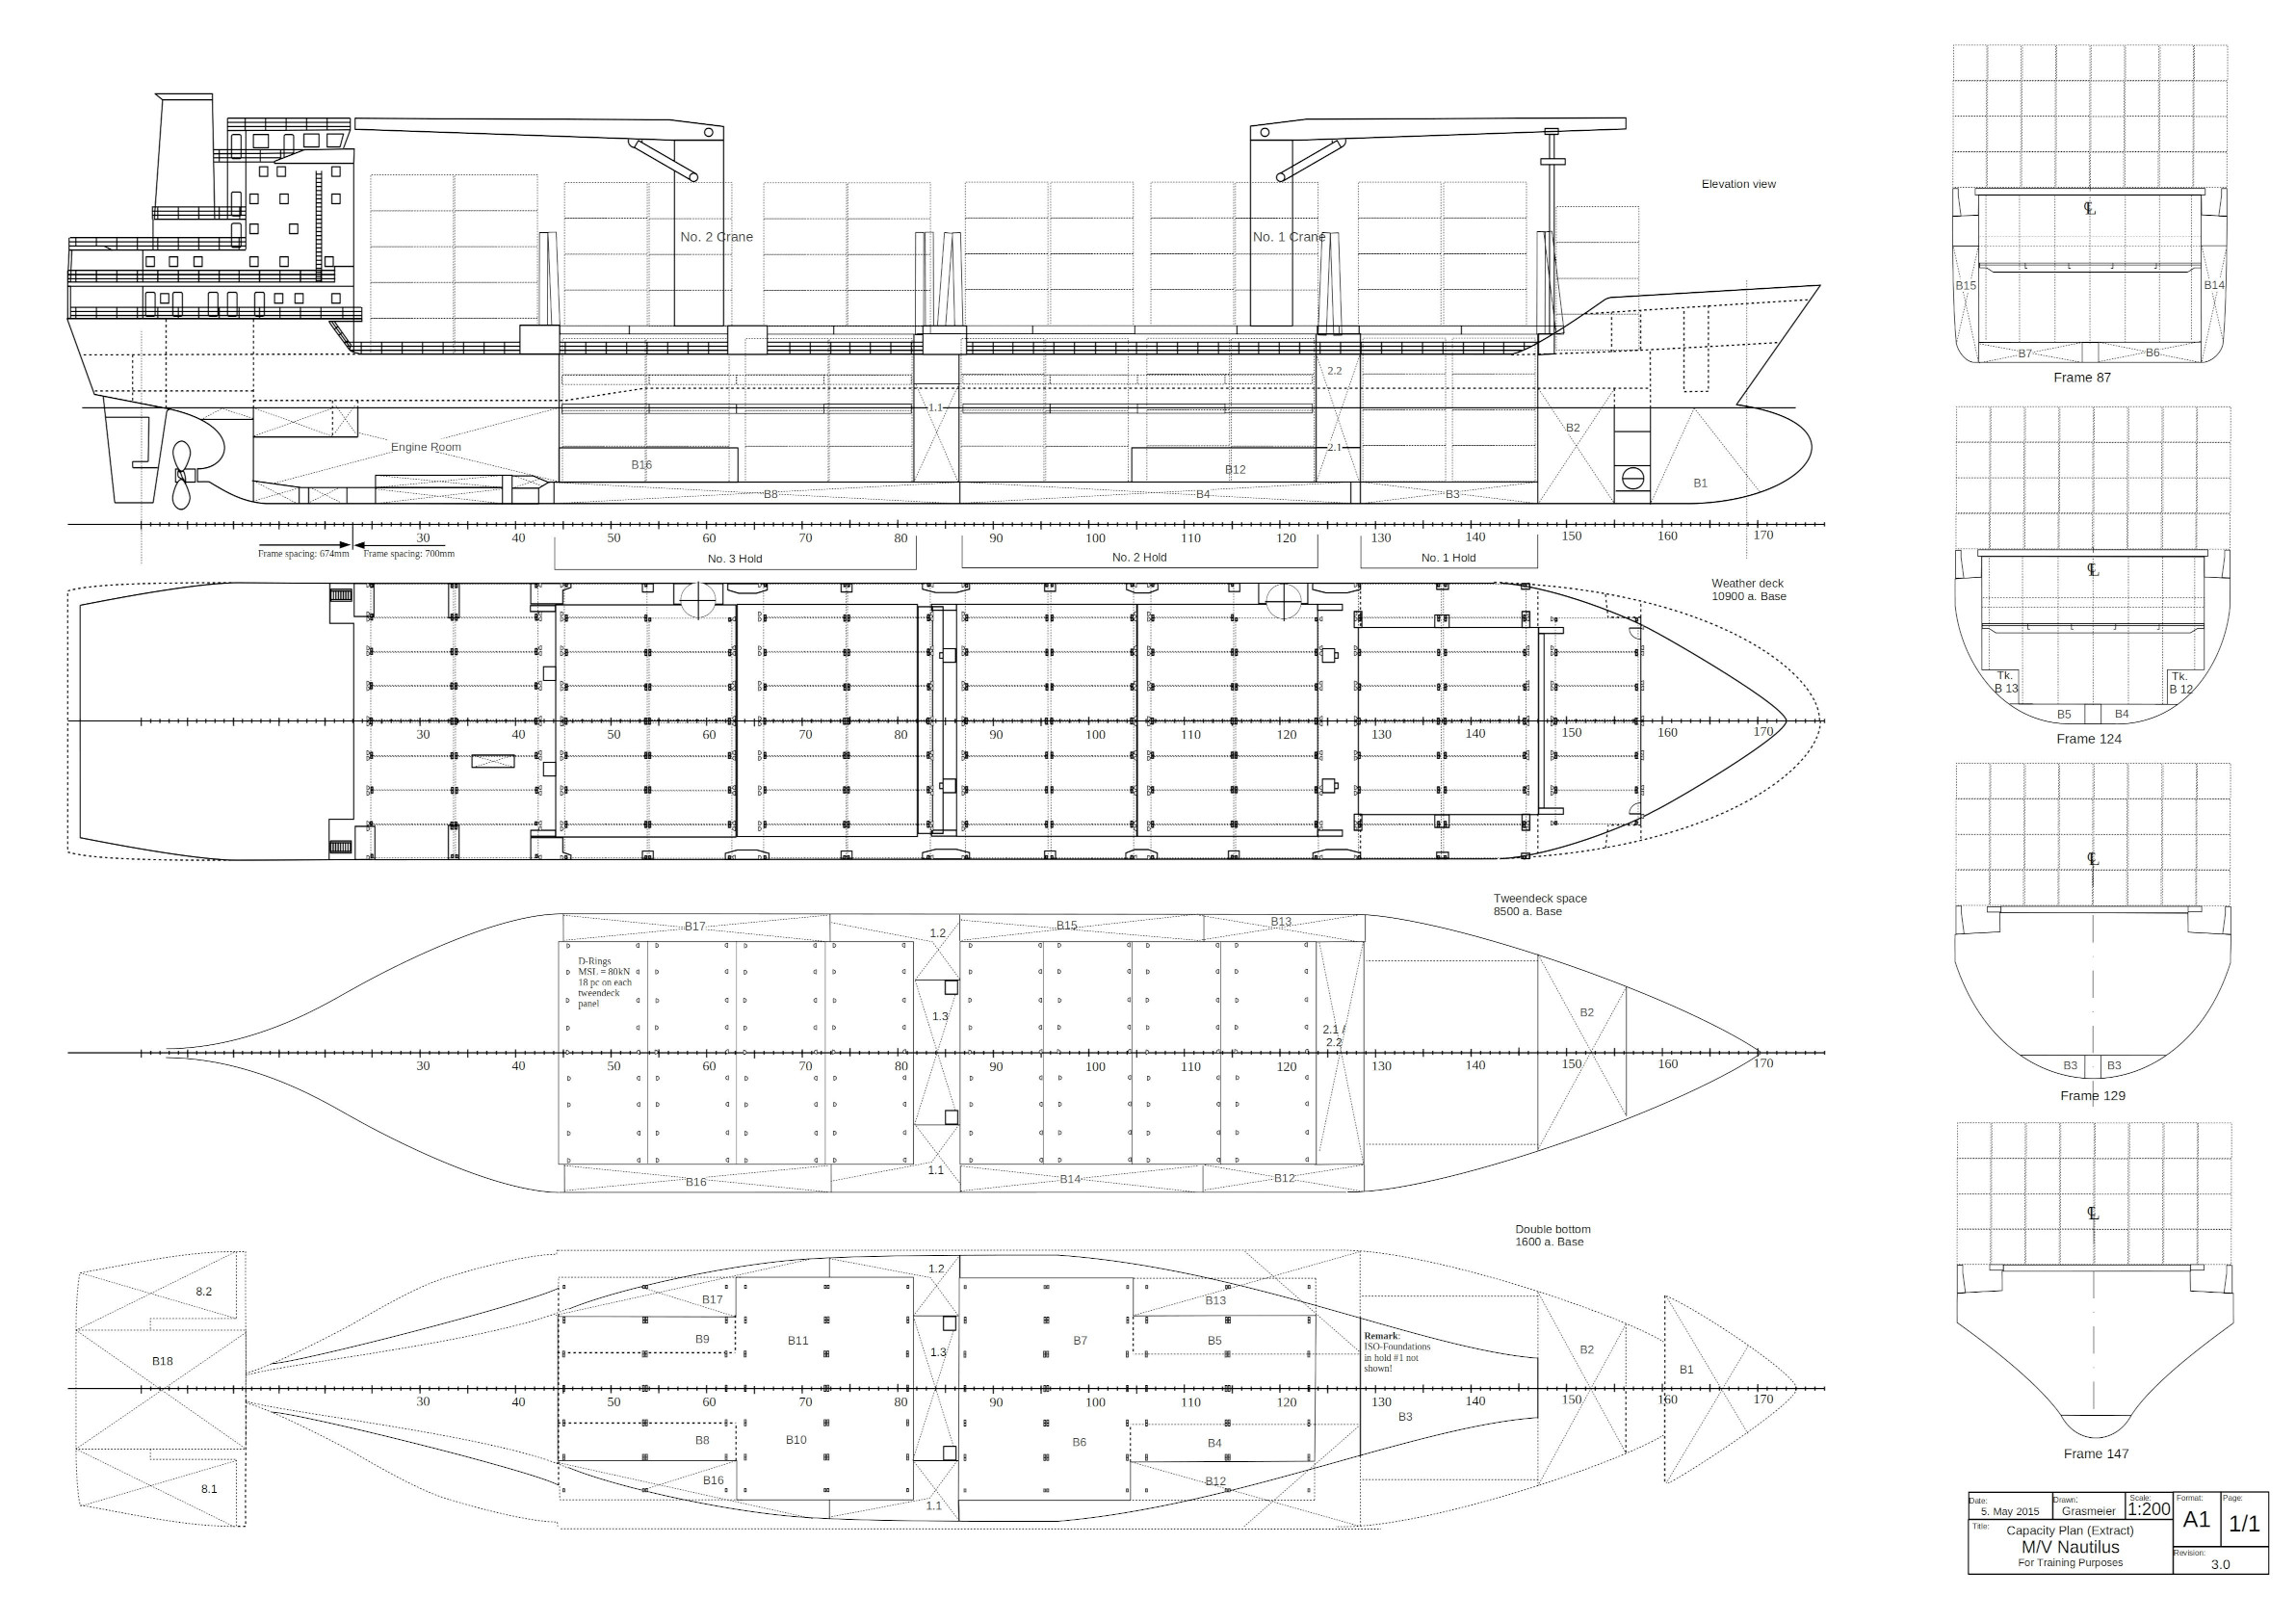 Elevation view
No. 2 Crane
No. 1 Crane
2.2
1.1
B2
Engine Room
2.1
B16
B12
B1
B8
B4
B3
30 40 50 60 70 80 90 100 110 120 130 140 150 160 170
Frame spacing: 674mm
Frame spacing: 700mm
No. 3 Hold
No. 2 Hold
No. 1 Hold
Weather deck
10900 a. Base
30 40 50 60 70 80 90 100 110 120 130 140 150 160 170
Tweendeck space
8500 a. Base
B17
1.2
B15
B13
D-Rings
MSL = 80kN
18 pc on each
tweendeck
panel
1.3
2.1 /
2.2
B2
30 40 50 60 70 80 90 100 110 120 130 140 150 160 170
B16
1.1
B14
B12
Double bottom
1600 a. Base
8.2
1.2
B17
B13
B9
B11
B7
B5
Remark:
ISO-Foundations
in hold #1 not
shown!
B18
1.3
B2
B1
30 40 50 60 70 80 90 100 110 120 130 140 150 160 170
B8
B10
B6
B4
B3
8.1
B16
1.1
B12
℄
B15
B14
B7
B6
Frame 87
℄
Tk.
B 13
Tk.
B 12
B5
B4
Frame 124
℄
B3
B3
Frame 129
℄
Frame 147
Date:
5. May 2015
Drawn:
Grasmeier
Scale:
1:200
Format:
A1
Page:
1/1
Title:
Capacity Plan (Extract)
M/V Nautilus
For Training Purposes
Revision:
3.0